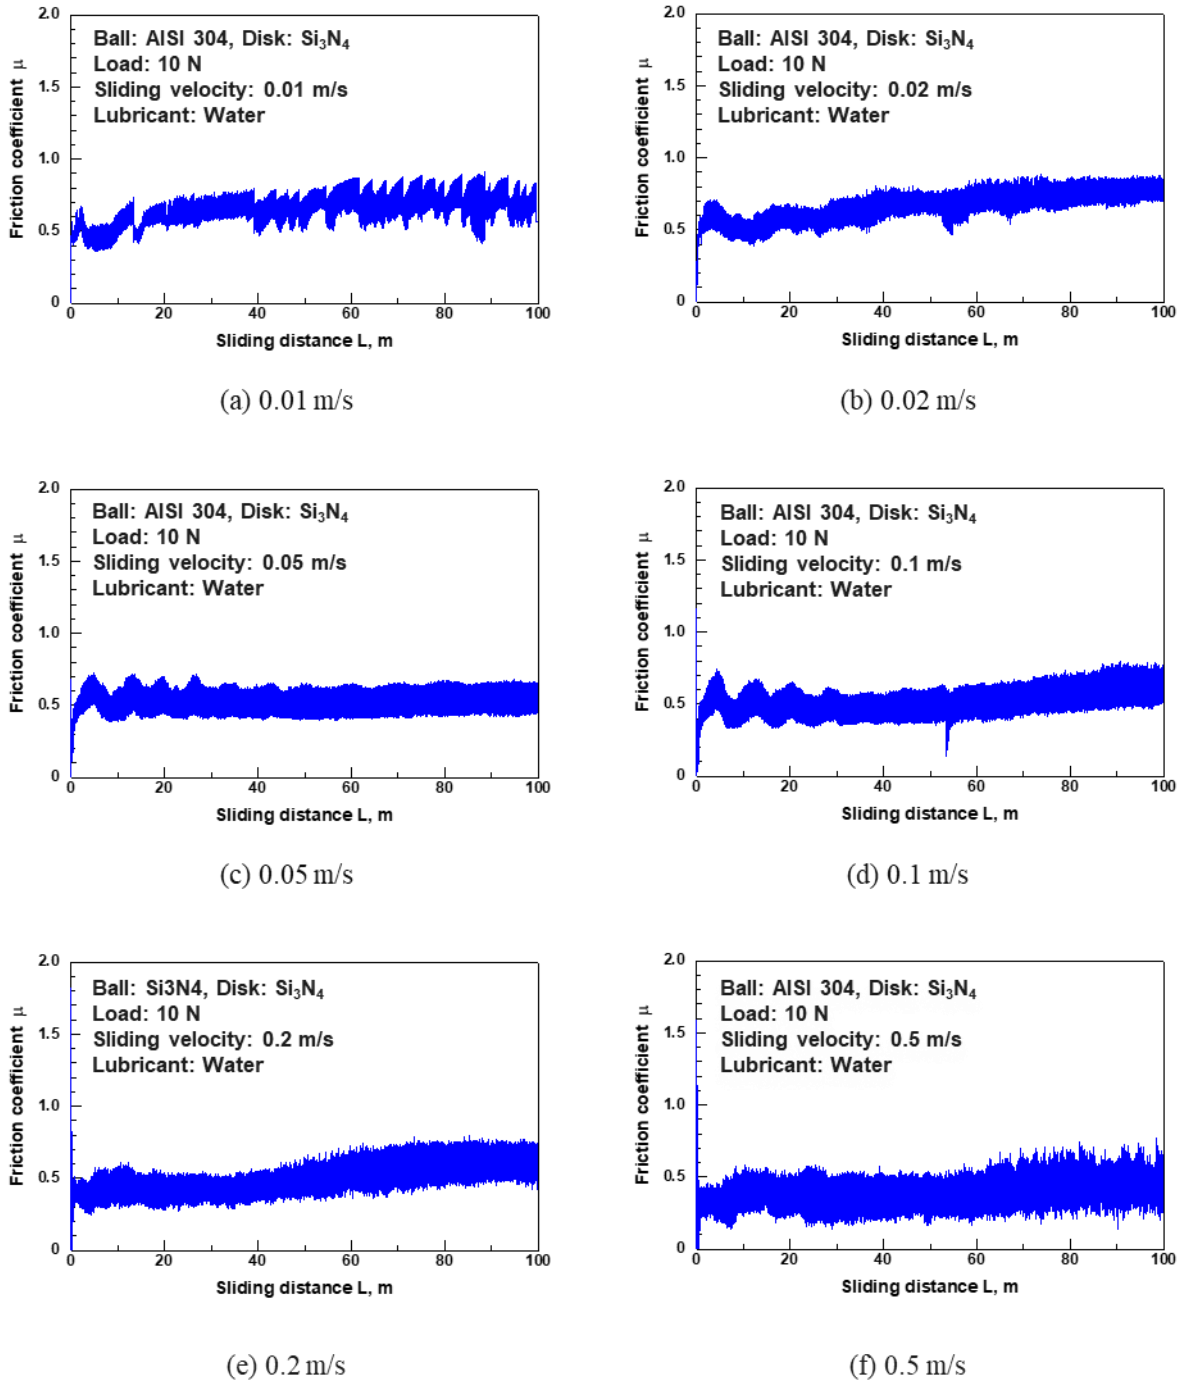 2.0
Ball: AISI 304, Disk: Si₃N₄
Load: 10 N
Sliding velocity: 0.01 m/s
Lubricant: Water
1.5
1.0
0.5
0
Friction coefficient μ
0 20 40 60 80 100
Sliding distance L, m
(a) 0.01 m/s
2.0
Ball: AISI 304, Disk: Si₃N₄
Load: 10 N
Sliding velocity: 0.02 m/s
Lubricant: Water
1.5
1.0
0.5
0
Friction coefficient μ
0 20 40 60 80 100
Sliding distance L, m
(b) 0.02 m/s
2.0
Ball: AISI 304, Disk: Si₃N₄
Load: 10 N
Sliding velocity: 0.05 m/s
Lubricant: Water
1.5
1.0
0.5
0
Friction coefficient μ
0 20 40 60 80 100
Sliding distance L, m
(c) 0.05 m/s
2.0
Ball: AISI 304, Disk: Si₃N₄
Load: 10 N
Sliding velocity: 0.1 m/s
Lubricant: Water
1.5
1.0
0.5
0
Friction coefficient μ
0 20 40 60 80 100
Sliding distance L, m
(d) 0.1 m/s
2.0
Ball: Si3N4, Disk: Si₃N₄
Load: 10 N
Sliding velocity: 0.2 m/s
Lubricant: Water
1.5
1.0
0.5
0
Friction coefficient μ
0 20 40 60 80 100
Sliding distance L, m
(e) 0.2 m/s
2.0
Ball: AISI 304, Disk: Si₃N₄
Load: 10 N
Sliding velocity: 0.5 m/s
Lubricant: Water
1.5
1.0
0.5
0
Friction coefficient μ
0 20 40 60 80 100
Sliding distance L, m
(f) 0.5 m/s